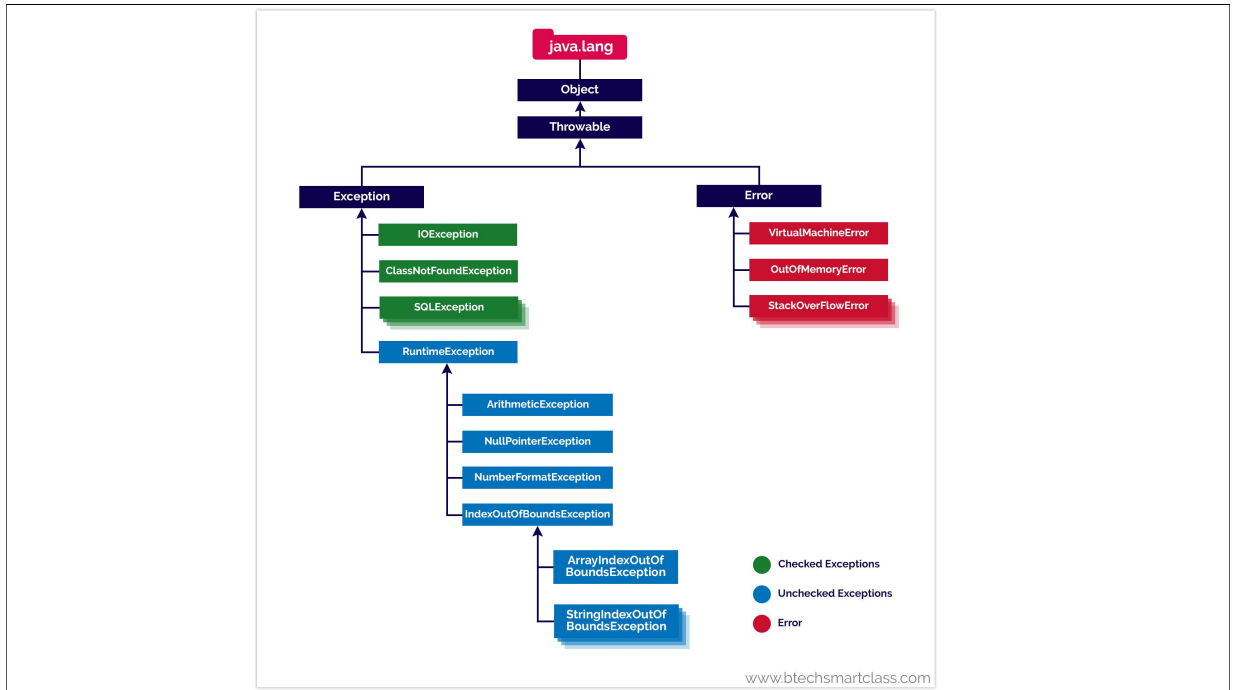 java.lang
Object
Throwable
Exception
Error
IOException
ClassNotFoundException
SQLException
RuntimeException
VirtualMachineError
OutOfMemoryError
StackOverFlowError
ArithmeticException
NullPointerException
NumberFormatException
IndexOutOfBoundsException
ArrayIndexOutOf
BoundsException
StringIndexOutOf
BoundsException
Checked Exceptions
Unchecked Exceptions
Error
www.btechsmartclass.com